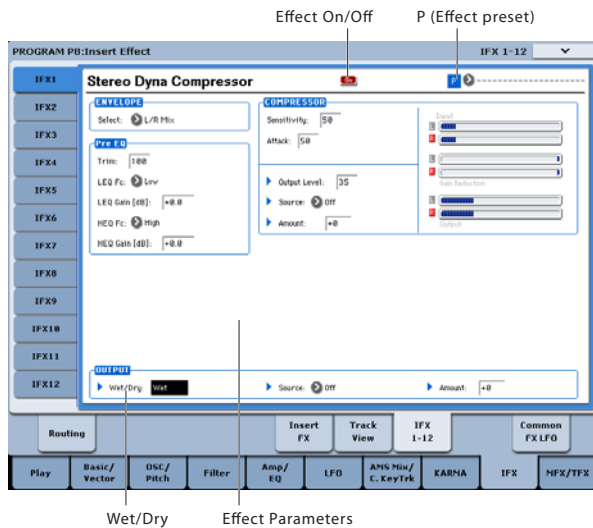 Effect On/Off P (Effect preset)
PROGRAM P8:Insert Effect IFX 1-12
IFX1
IFX2
IFX3
IFX4
IFX5
IFX6
IFX7
IFX8
IFX9
IFX10
IFX11
IFX12
Stereo Dyna Compressor On P
ENVELOPE
Select: L/R Mix
Pre EQ
Trim: 100
LEQ Fc: Low
LEQ Gain [dB]: +0.0
HEQ Fc: High
HEQ Gain [dB]: +0.0
COMPRESSOR
Sensitivity: 50
Attack: 50
Output Level: 35
Source: Off
Amount: +0
Input
Gain Reduction
Output
OUTPUT
Wet/Dry: Wet Source: Off Amount: +0
Routing
Insert FX
Track View
IFX 1-12
Common FX LFO
Play
Basic/ Vector
OSC/ Pitch
Filter
Amp/ EQ
LFO
AMS Mix/ C. KeyTrk
KARMA
IFX
MFX/TFX
Wet/Dry Effect Parameters